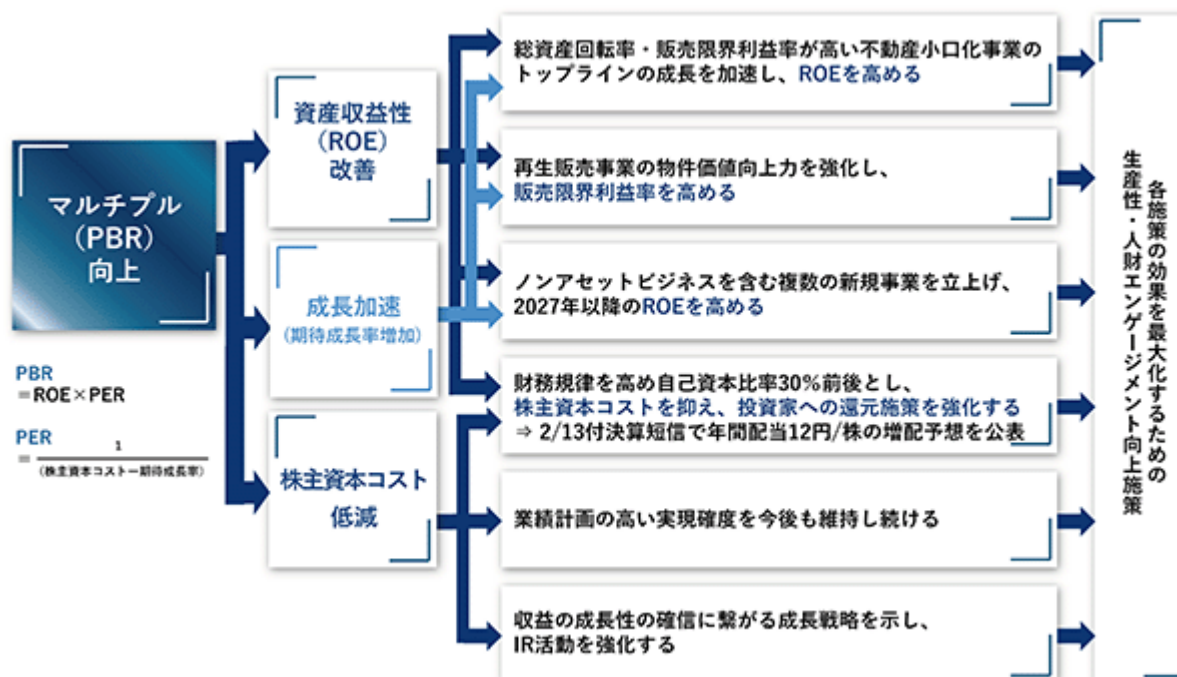 マルチプル
(PBR)
向上
PBR
=ROE×PER
PER
= 1
(株主資本コスト−期待成長率)
資産収益性
(ROE)
改善
成長加速
(期待成長率増加)
株主資本コスト
低減
総資産回転率・販売限界利益率が高い不動産小口化事業の
トップラインの成長を加速し、ROEを高める
再生販売事業の物件価値向上力を強化し、
販売限界利益率を高める
ノンアセットビジネスを含む複数の新規事業を立上げ、
2027年以降のROEを高める
財務規律を高め自己資本比率30%前後とし、
株主資本コストを抑え、投資家への還元施策を強化する
⇒ 2/13付決算短信で年間配当12円/株の増配予想を公表
業績計画の高い実現確度を今後も維持し続ける
収益の成長性の確信に繋がる成長戦略を示し、
IR活動を強化する
各施策の効果を最大化するための
生産性・人財エンゲージメント向上施策